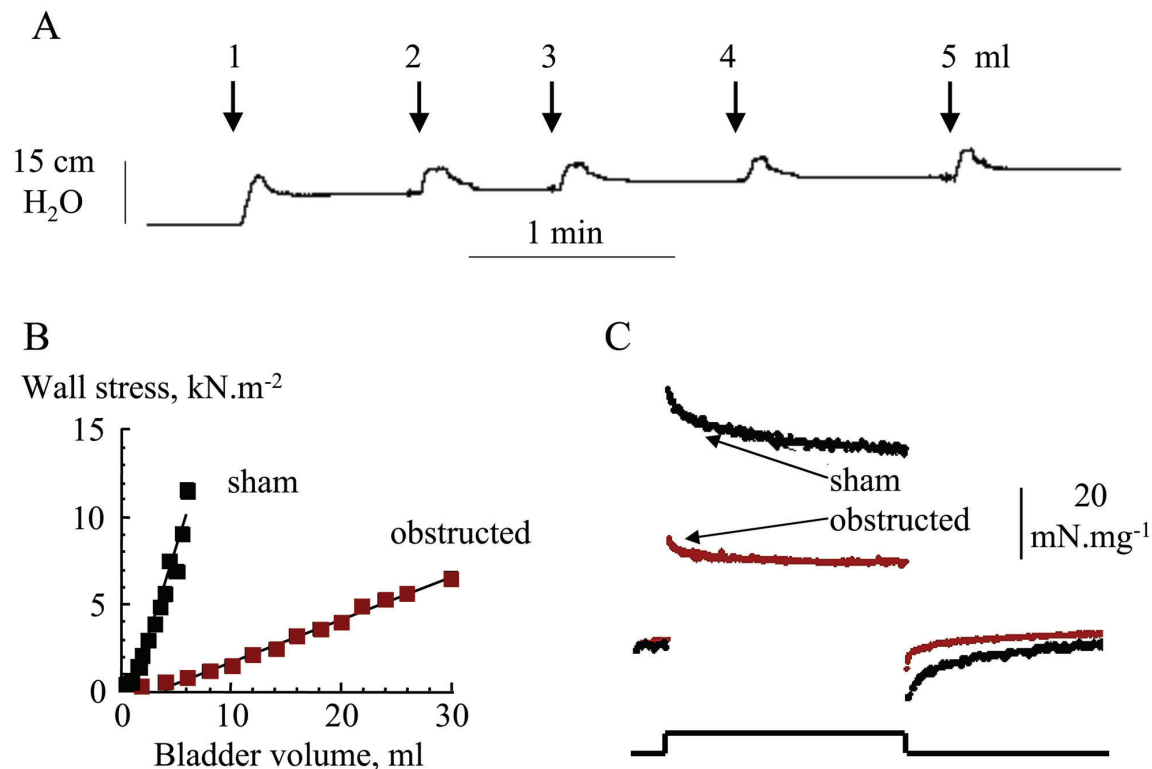 A
1 2 3 4 5 ml
15 cm
H₂O
1 min
B
Wall stress, kN.m⁻²
15
10
5
0
sham
obstructed
0 10 20 30
Bladder volume, ml
C
sham
obstructed
20
mN.mg⁻¹